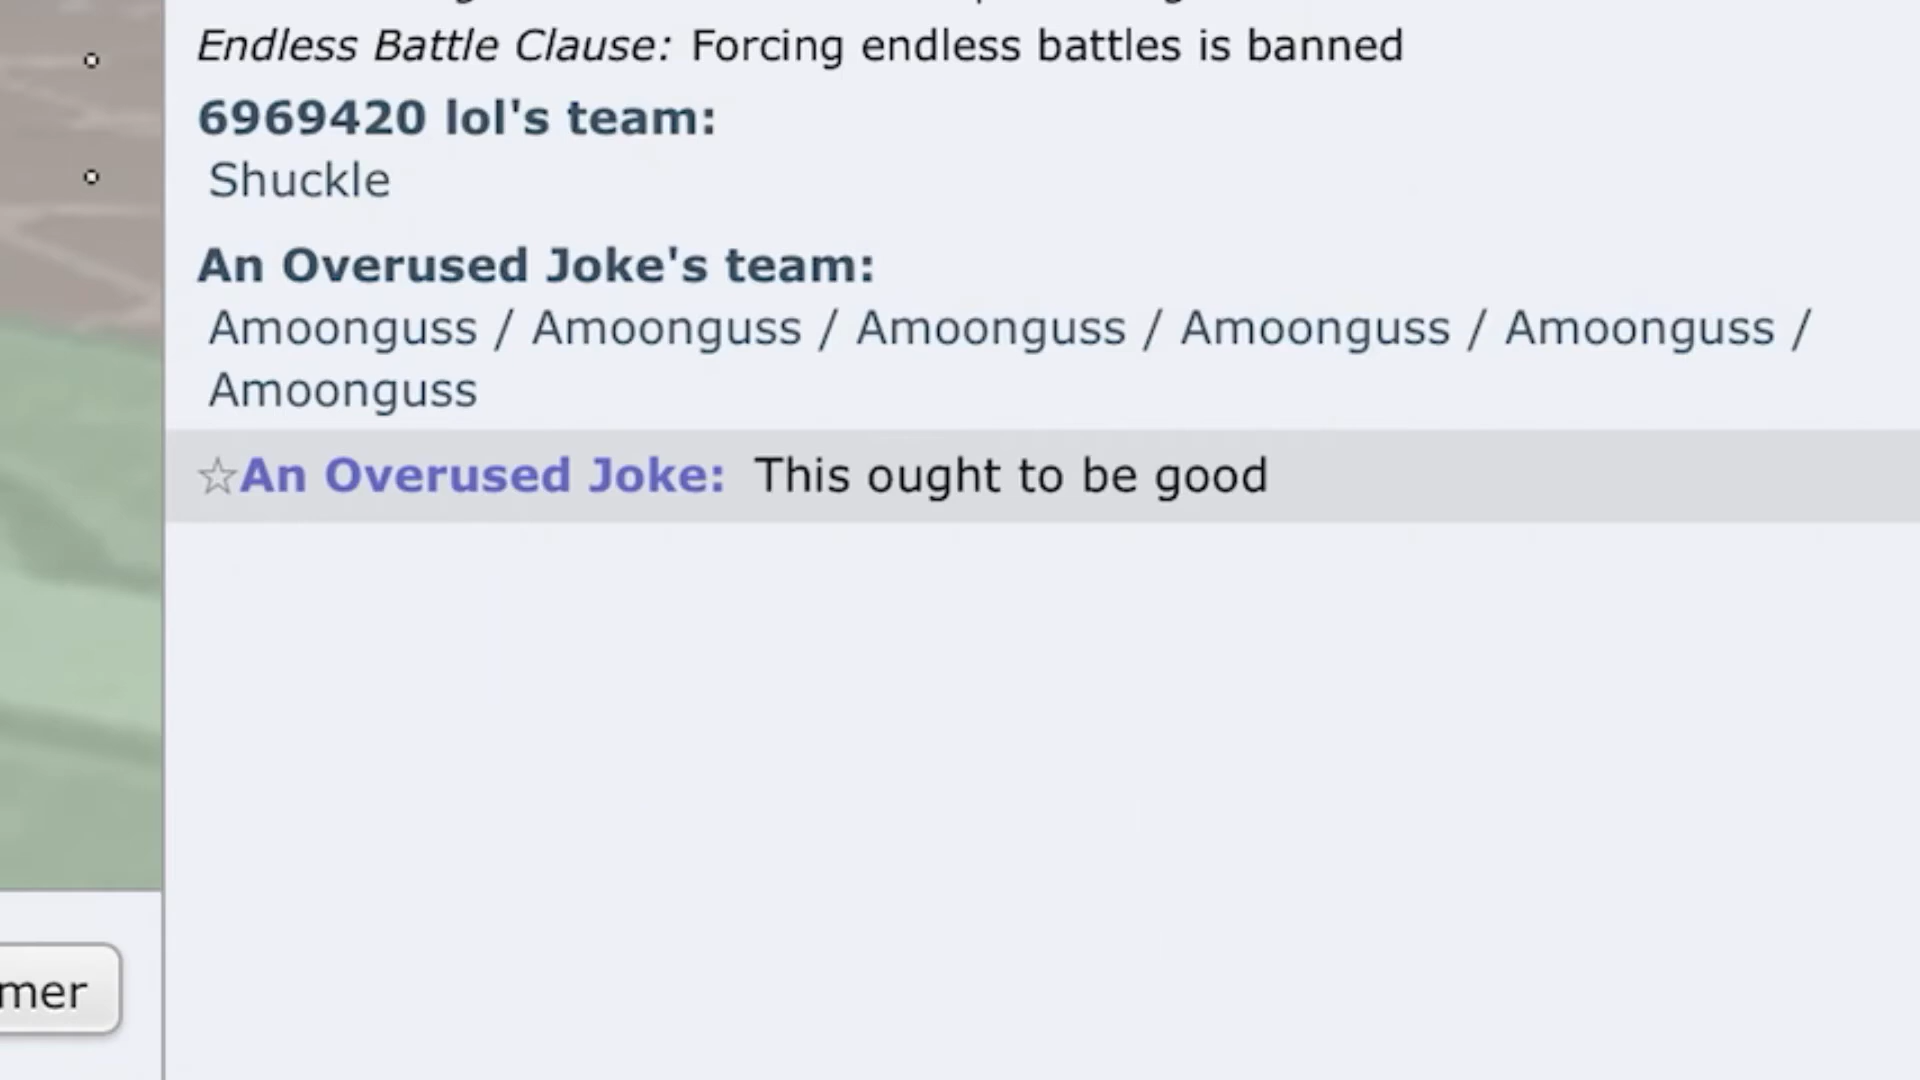 Endless Battle Clause: Forcing endless battles is banned
6969420 lol's team:
Shuckle
An Overused Joke's team:
Amoonguss / Amoonguss / Amoonguss / Amoonguss / Amoonguss /
Amoonguss
☆An Overused Joke: This ought to be good
mer